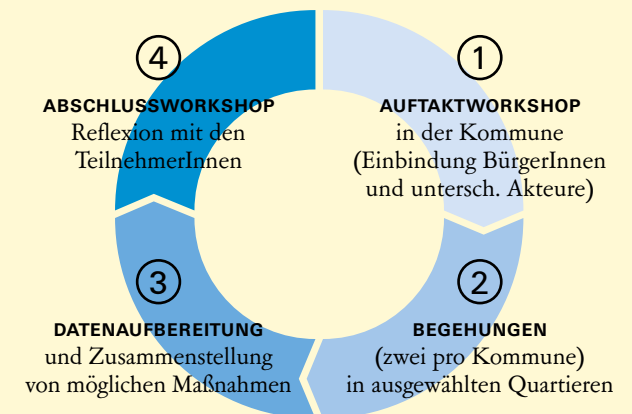 1
AUFTAKTWORKSHOP
in der Kommune
(Einbindung BürgerInnen
und untersch. Akteure)
2
BEGEHUNGEN
(zwei pro Kommune)
in ausgewählten Quartieren
3
DATENAUFBEREITUNG
und Zusammenstellung
von möglichen Maßnahmen
4
ABSCHLUSSWORKSHOP
Reflexion mit den
TeilnehmerInnen